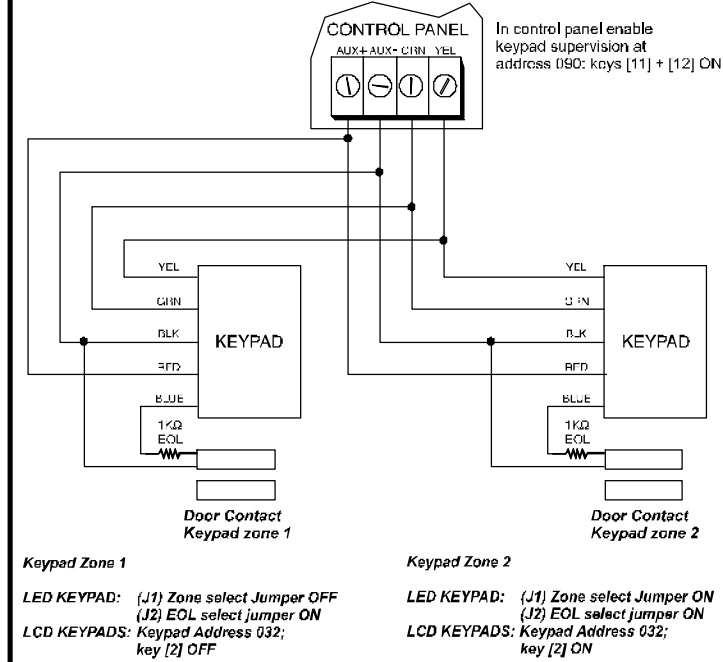 CONTROL PANEL
AUX+ AUX- GRN YEL
In control panel enable
keypad supervision at
address 090: keys [11] + [12] ON
YEL
GRN
BLK
RED
BLUE
KEYPAD
1KΩ
EOL
Door Contact
Keypad zone 1
YEL
GRN
BLK
RED
BLUE
KEYPAD
1KΩ
EOL
Door Contact
Keypad zone 2
Keypad Zone 1
LED KEYPAD: (J1) Zone select Jumper OFF
(J2) EOL select jumper ON
LCD KEYPADS: Keypad Address 032;
key [2] OFF
Keypad Zone 2
LED KEYPAD: (J1) Zone select Jumper ON
(J2) EOL select jumper ON
LCD KEYPADS: Keypad Address 032;
key [2] ON